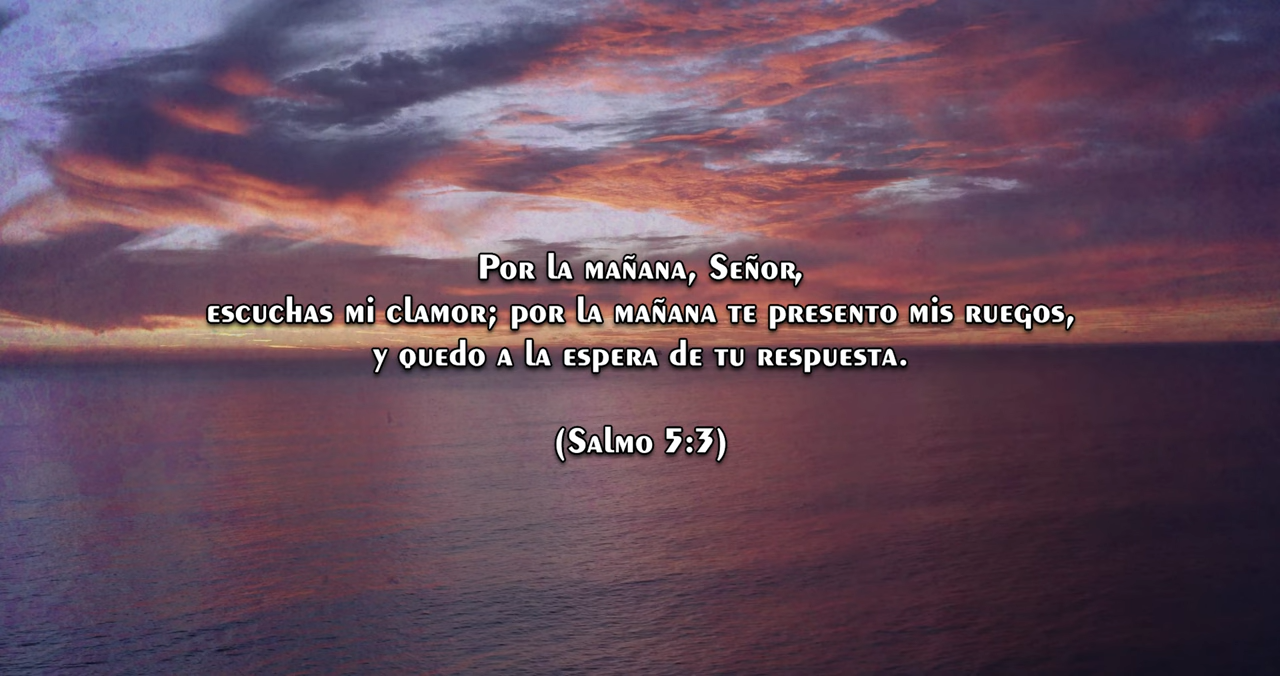 Por la mañana, Señor,
escuchas mi clamor; por la mañana te presento mis ruegos,
y quedo a la espera de tu respuesta.
(Salmo 5:3)